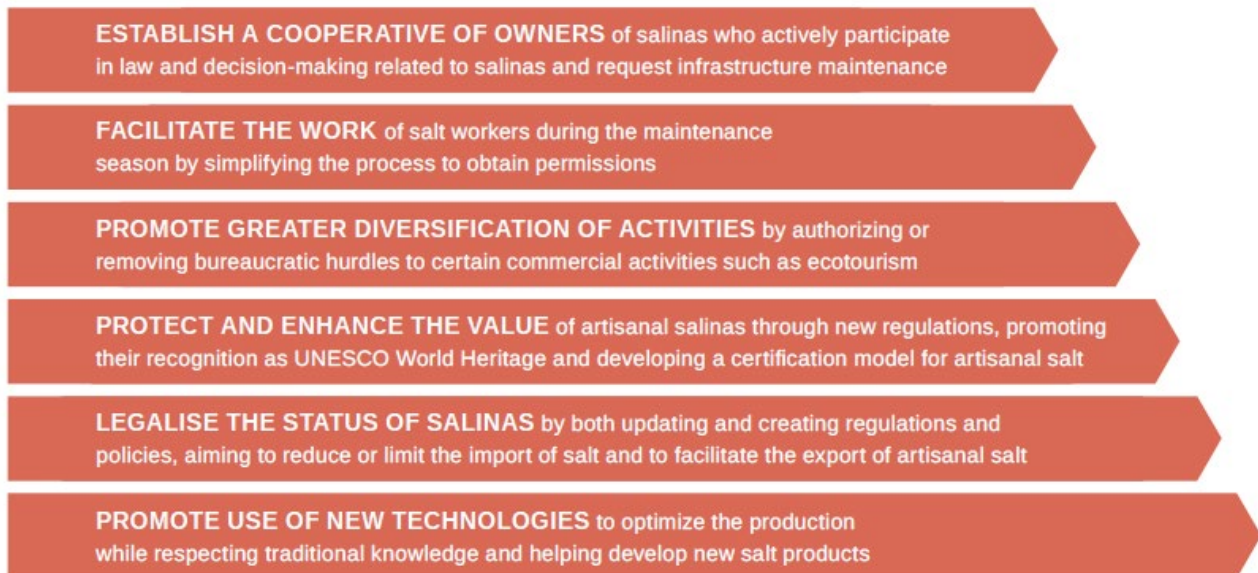 ESTABLISH A COOPERATIVE OF OWNERS of salinas who actively participate
in law and decision-making related to salinas and request infrastructure maintenance
FACILITATE THE WORK of salt workers during the maintenance
season by simplifying the process to obtain permissions
PROMOTE GREATER DIVERSIFICATION OF ACTIVITIES by authorizing or
removing bureaucratic hurdles to certain commercial activities such as ecotourism
PROTECT AND ENHANCE THE VALUE of artisanal salinas through new regulations, promoting
their recognition as UNESCO World Heritage and developing a certification model for artisanal salt
LEGALISE THE STATUS OF SALINAS by both updating and creating regulations and
policies, aiming to reduce or limit the import of salt and to facilitate the export of artisanal salt
PROMOTE USE OF NEW TECHNOLOGIES to optimize the production
while respecting traditional knowledge and helping develop new salt products